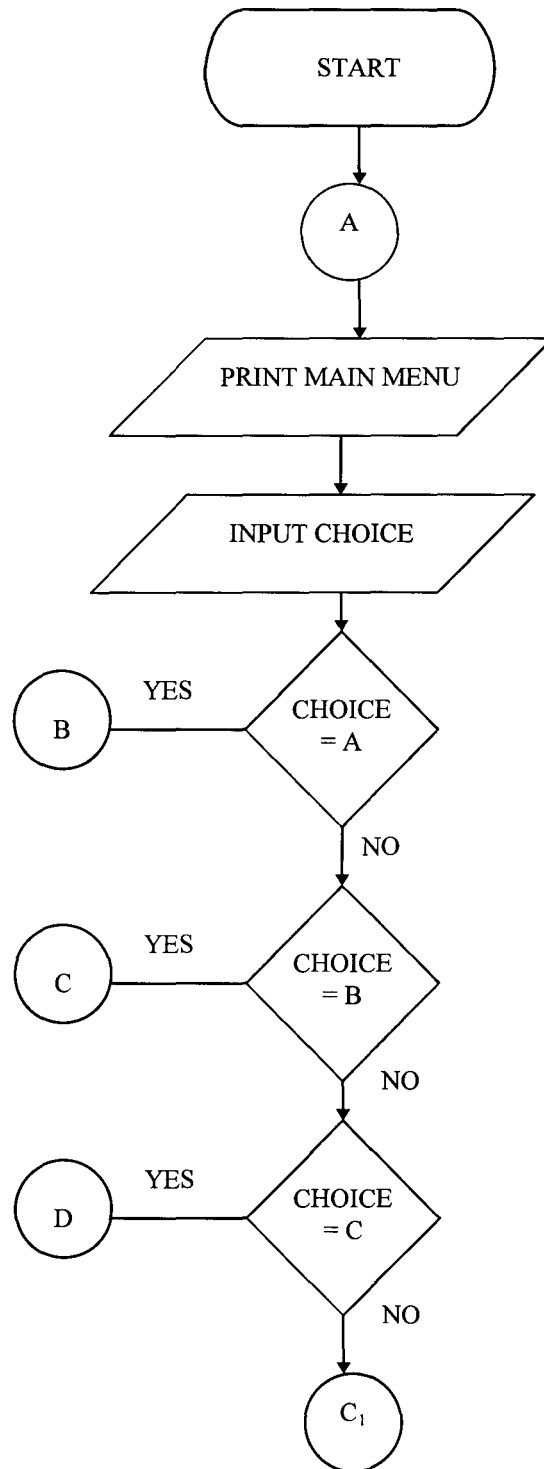 START
A
PRINT MAIN MENU
INPUT CHOICE
YES
CHOICE
= A
B
NO
YES
CHOICE
= B
C
NO
YES
CHOICE
= C
D
NO
C₁